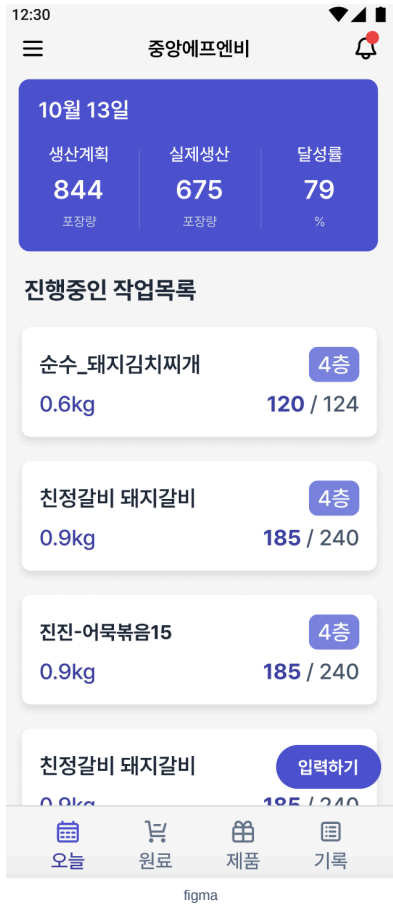 12:30
중앙에프엔비
10월 13일
생산계획 실제생산 달성률
844 675 79
포장량 포장량 %
진행중인 작업목록
순수_돼지김치찌개 4층
0.6kg 120 / 124
친정갈비 돼지갈비 4층
0.9kg 185 / 240
진진-어묵볶음15 4층
0.9kg 185 / 240
친정갈비 돼지갈비 입력하기
0.9kg 185 / 240
오늘 원료 제품 기록
figma